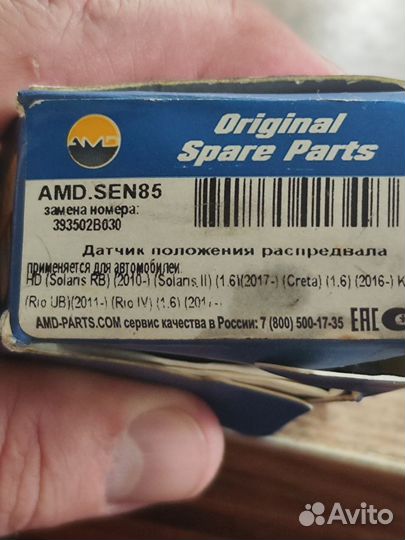 AMD
Original
Spare Parts
AMD.SEN85
замена номера:
393502B030
Датчик положения распредвала
применяется для автомобилей
HD (Solaris RB) (2010-) (Solaris II) (1.6)(2017-) (Creta) (1.6) (2016-) K
(Rio UB)(2011-) (Rio IV) (1.6) (2017-
AMD-PARTS.COM сервис качества в России: 7 (800) 500-17-35
EAC
Avito